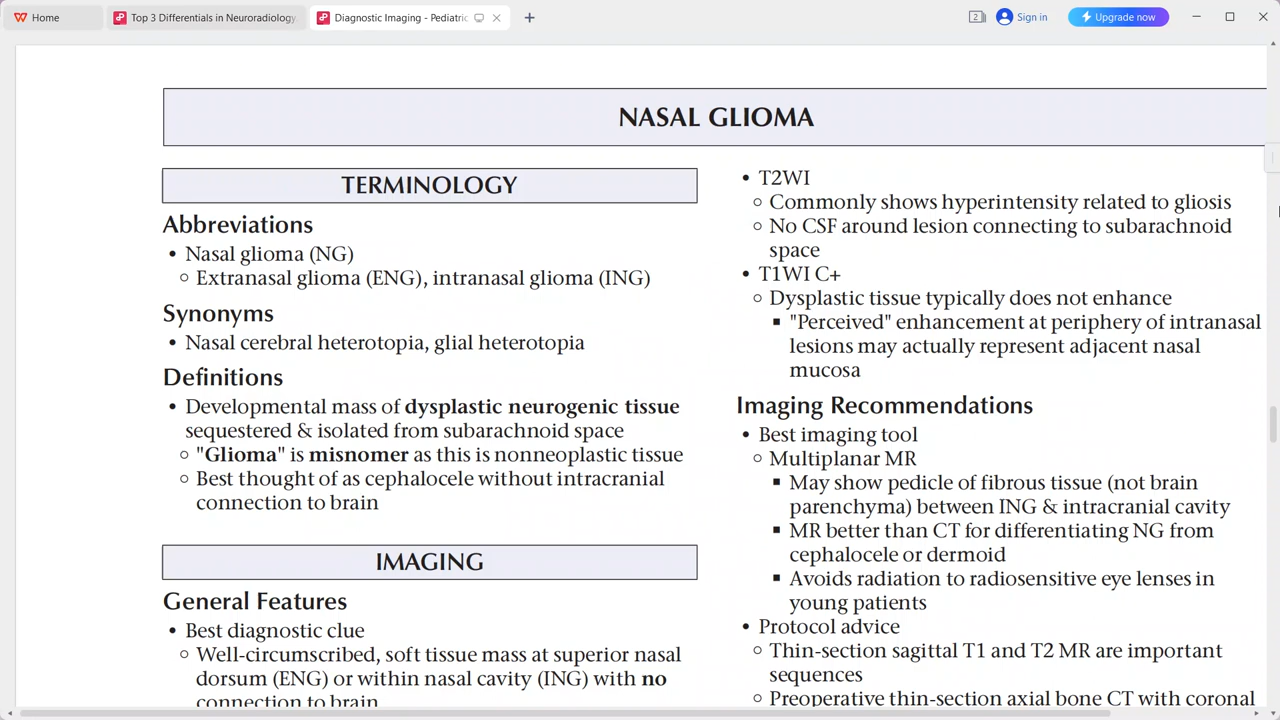 Home
Top 3 Differentials in Neuroradiology
Diagnostic Imaging - Pediatric
2
Sign in
Upgrade now
NASAL GLIOMA
TERMINOLOGY
Abbreviations
• Nasal glioma (NG)
○ Extranasal glioma (ENG), intranasal glioma (ING)
Synonyms
• Nasal cerebral heterotopia, glial heterotopia
Definitions
• Developmental mass of dysplastic neurogenic tissue
sequestered & isolated from subarachnoid space
○ "Glioma" is misnomer as this is nonneoplastic tissue
○ Best thought of as cephalocele without intracranial
connection to brain
IMAGING
General Features
• Best diagnostic clue
○ Well-circumscribed, soft tissue mass at superior nasal
dorsum (ENG) or within nasal cavity (ING) with no
connection to brain
• T2WI
○ Commonly shows hyperintensity related to gliosis
○ No CSF around lesion connecting to subarachnoid
space
• T1WI C+
○ Dysplastic tissue typically does not enhance
▪ "Perceived" enhancement at periphery of intranasal
lesions may actually represent adjacent nasal
mucosa
Imaging Recommendations
• Best imaging tool
○ Multiplanar MR
▪ May show pedicle of fibrous tissue (not brain
parenchyma) between ING & intracranial cavity
▪ MR better than CT for differentiating NG from
cephalocele or dermoid
▪ Avoids radiation to radiosensitive eye lenses in
young patients
• Protocol advice
○ Thin-section sagittal T1 and T2 MR are important
sequences
○ Preoperative thin-section axial bone CT with coronal